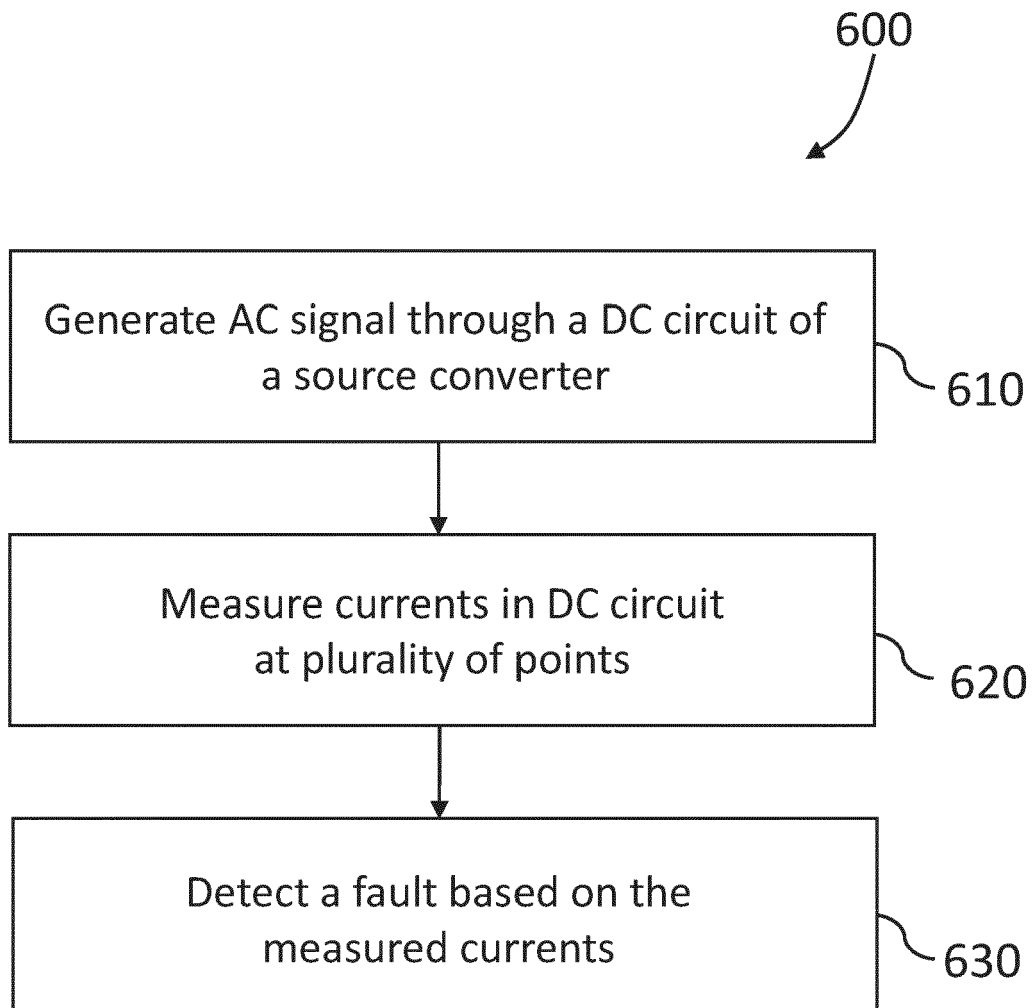 600
Generate AC signal through a DC circuit of
a source converter
610
Measure currents in DC circuit
at plurality of points
620
Detect a fault based on the
measured currents
630